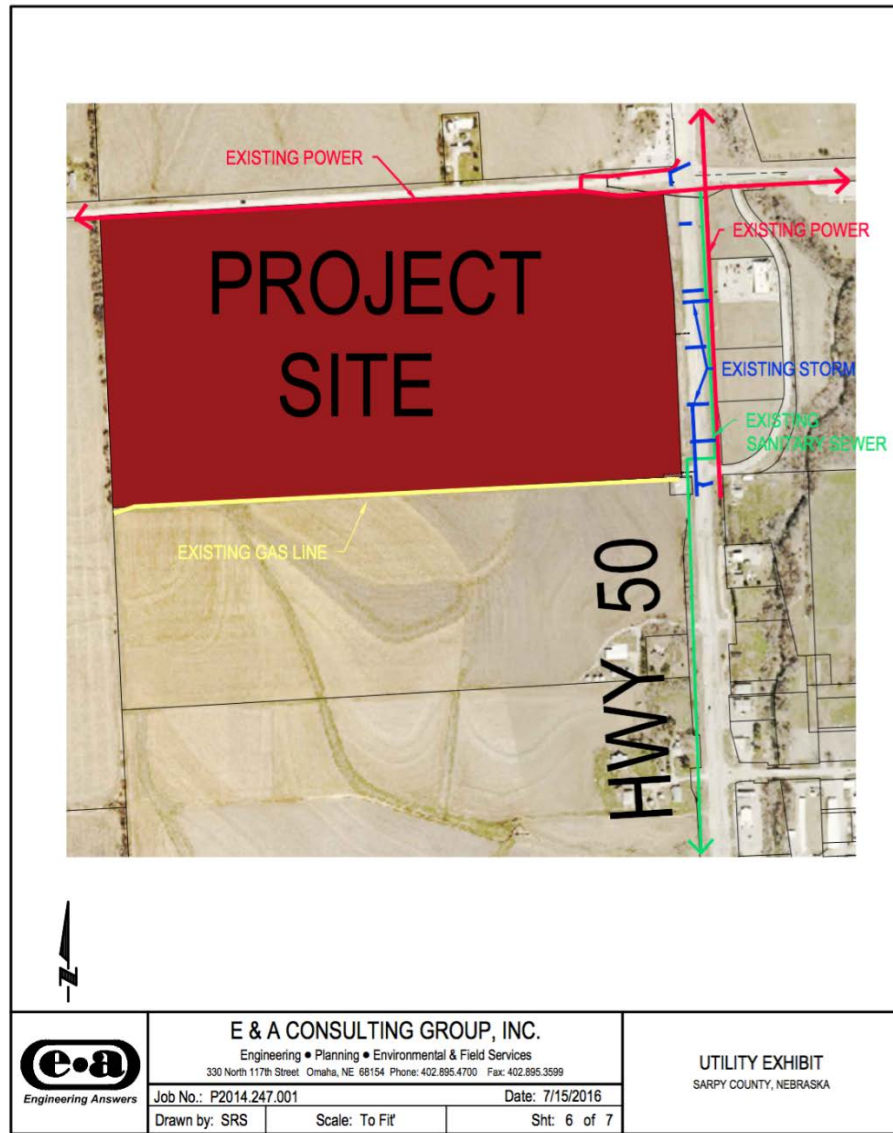 EXISTING POWER
PROJECT
SITE
EXISTING POWER
EXISTING STORM
EXISTING
SANITARY SEWER
EXISTING GAS LINE
HWY 50
N
e•a
Engineering Answers
E & A CONSULTING GROUP, INC.
Engineering ● Planning ● Environmental & Field Services
330 North 117th Street Omaha, NE 68154 Phone: 402.895.4700 Fax: 402.895.3599
Job No.: P2014.247.001
Date: 7/15/2016
Drawn by: SRS
Scale: To Fit'
Sht: 6 of 7
UTILITY EXHIBIT
SARPY COUNTY, NEBRASKA